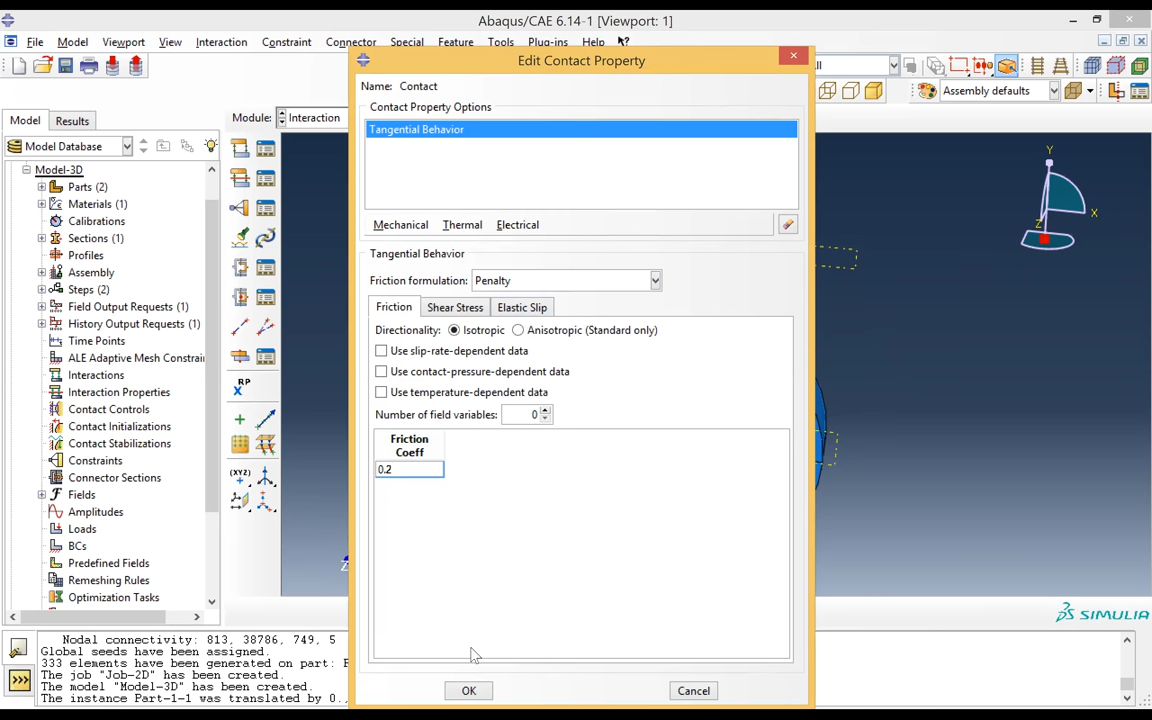 Abaqus/CAE 6.14-1 [Viewport: 1]
File Model Viewport View Interaction Constraint Connector Special Feature Tools Plug-ins Help
Edit Contact Property
All
Assembly defaults
Model Results
Module: Interaction
Model Database
Model-3D
Parts (2)
Materials (1)
Calibrations
Sections (1)
Profiles
Assembly
Steps (2)
Field Output Requests (1)
History Output Requests (1)
Time Points
ALE Adaptive Mesh Constrai
Interactions
Interaction Properties
Contact Controls
Contact Initializations
Contact Stabilizations
Constraints
Connector Sections
Fields
Amplitudes
Loads
BCs
Predefined Fields
Remeshing Rules
Optimization Tasks
RP
(XYZ)
Name: Contact
Contact Property Options
Tangential Behavior
Mechanical Thermal Electrical
Tangential Behavior
Friction formulation: Penalty
Friction Shear Stress Elastic Slip
Directionality: Isotropic Anisotropic (Standard only)
Use slip-rate-dependent data
Use contact-pressure-dependent data
Use temperature-dependent data
Number of field variables: 0
Friction
Coeff
0.2
OK Cancel
Y
X
Z
Z
SIMULIA
Nodal connectivity: 813, 38786, 749, 5
Global seeds have been assigned.
333 elements have been generated on part: P
The job "Job-2D" has been created.
The model "Model-3D" has been created.
The instance Part-1-1 was translated by 0.,
>>>